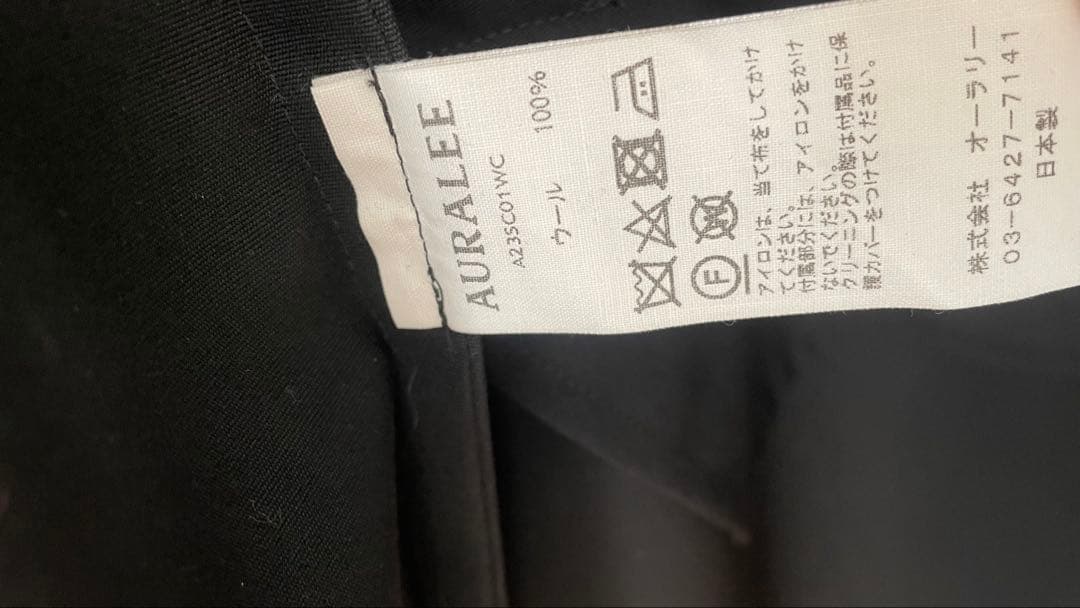 AURALEE
A23SC01WC
ウール 100%
F
W
アイロンは、当て布をしてかけ
てください。
付属部分には、アイロンをかけ
ないでください。
クリーニングの際は付属品に保
護カバーをつけてください。
株式会社 オーラリー
03-6427-7141
日本製